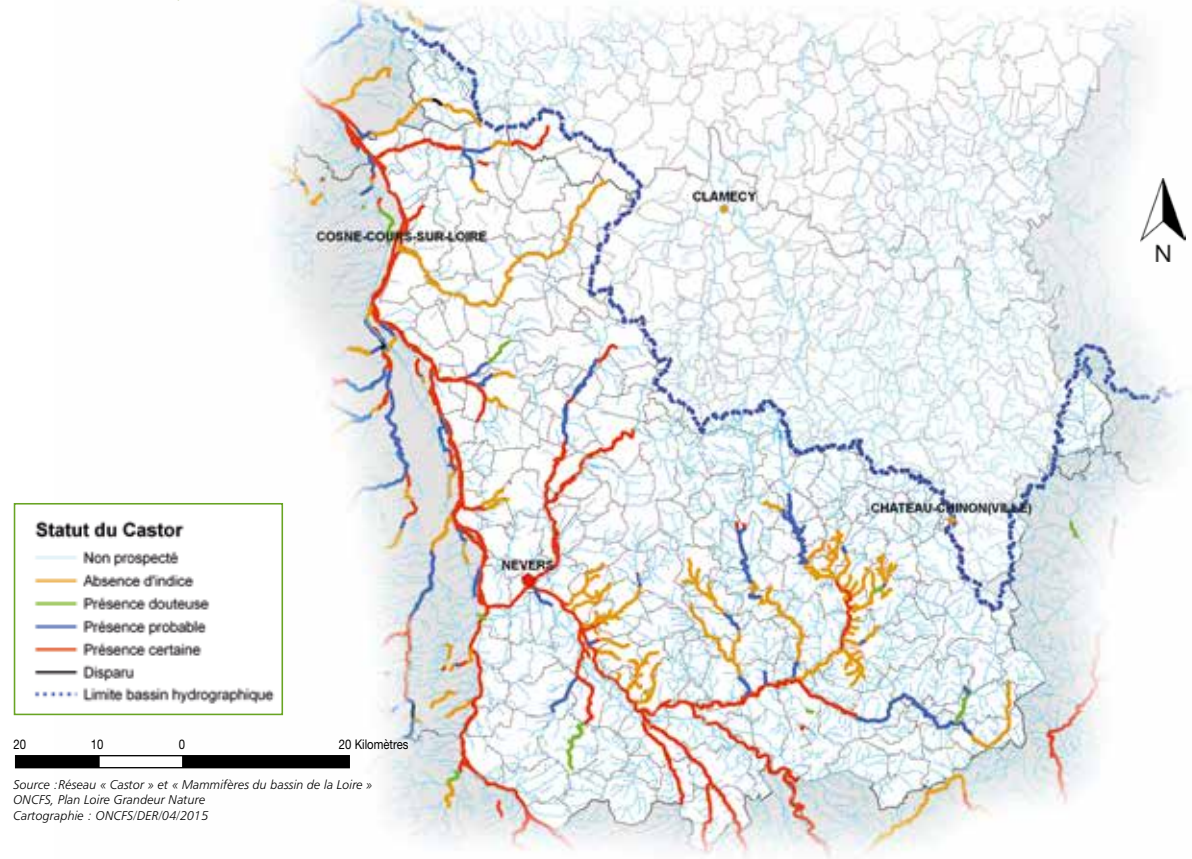 CLAMECY
COSNE-COURS-SUR-LOIRE
N
CHATEAU-CHINON(VILLE)
NEVERS
Statut du Castor
Non prospecté
Absence d'indice
Présence douteuse
Présence probable
Présence certaine
Disparu
Limite bassin hydrographique
20 10 0 20 Kilomètres
Source : Réseau « Castor » et « Mammifères du bassin de la Loire »
ONCFS, Plan Loire Grandeur Nature
Cartographie : ONCFS/DER/04/2015